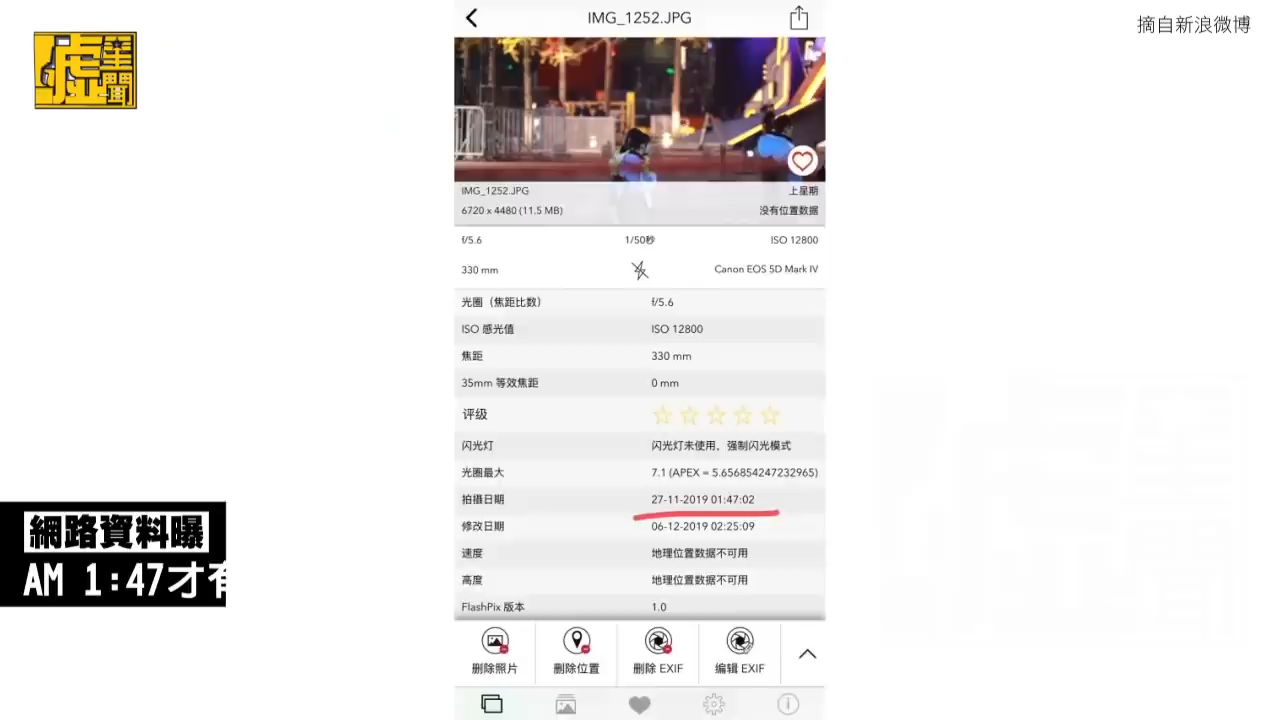 IMG_1252.JPG
摘自新浪微博
噓!星聞
IMG_1252.JPG
上星期
6720 x 4480 (11.5 MB)
没有位置数据
f/5.6
1/50秒
ISO 12800
330 mm
Canon EOS 5D Mark IV
光圈（焦距比数）
f/5.6
ISO 感光值
ISO 12800
焦距
330 mm
35mm 等效焦距
0 mm
评级
闪光灯
闪光灯未使用，强制闪光模式
光圈最大
7.1 (APEX = 5.656854247232965)
拍摄日期
27-11-2019 01:47:02
修改日期
06-12-2019 02:25:09
速度
地理位置数据不可用
高度
地理位置数据不可用
FlashPix 版本
1.0
網路資料曝
AM 1:47才有
删除照片
删除位置
删除 EXIF
编辑 EXIF